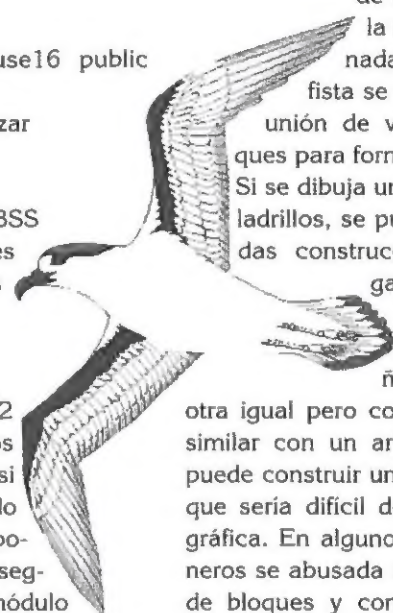 use16 public
zar
BSS
es
2
os
si
do
po-
seg-
módulo
de
la
nada
fista se
unión de v
ques para form
Si se dibuja un
ladrillos, se pu
das construc
ga
ñ
otra igual pero co
similar con un ar
puede construir un
que sería difícil d
gráfica. En alguno
neros se abusada
de bloques y con